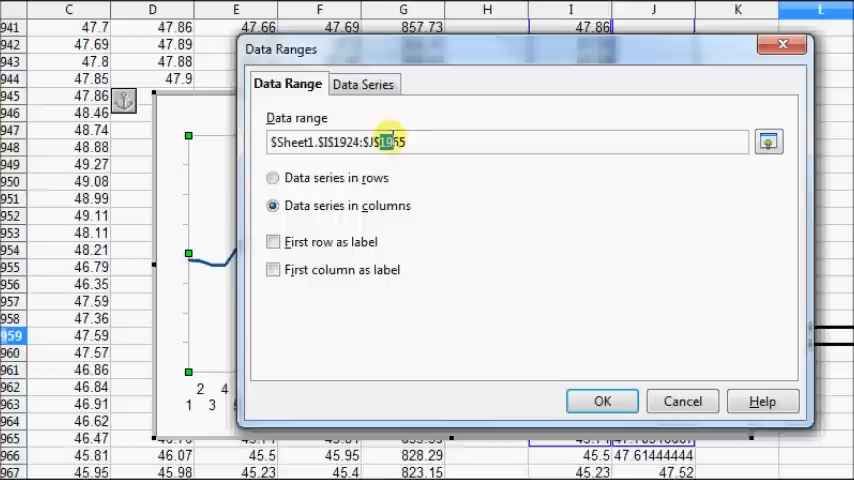 C D E F G H I J K L
941 47.7 47.86 47.66 47.69 857.73 47.86
942 47.69 47.89
943 47.8 47.88
944 47.85 47.9
945 47.86
946 48.46
947 48.74
948 48.88
949 49.27
950 49.08
951 48.99
952 49.11
953 49.11
954 48.21
955 46.79
956 46.35
957 47.59
958 47.36
959 47.59
960 47.57
961 46.86
962 46.84
963 46.91
964 46.62
965 46.47
966 45.81 46.07 45.5 45.95 828.29 45.5 47.61444444
967 45.95 45.98 45.23 45.4 823.15 45.23 47.52
2 4
1 3
Data Ranges
Data Range Data Series
Data range
$Sheet1.$I$1924:$J$1955
Data series in rows
Data series in columns
First row as label
First column as label
OK Cancel Help